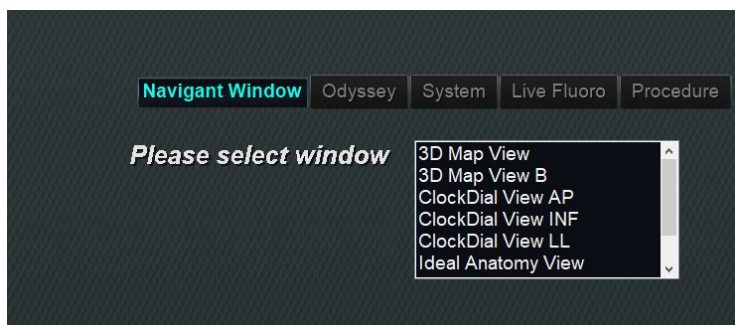 Navigant Window Odyssey System Live Fluoro Procedure
Please select window
3D Map View
3D Map View B
ClockDial View AP
ClockDial View INF
ClockDial View LL
Ideal Anatomy View